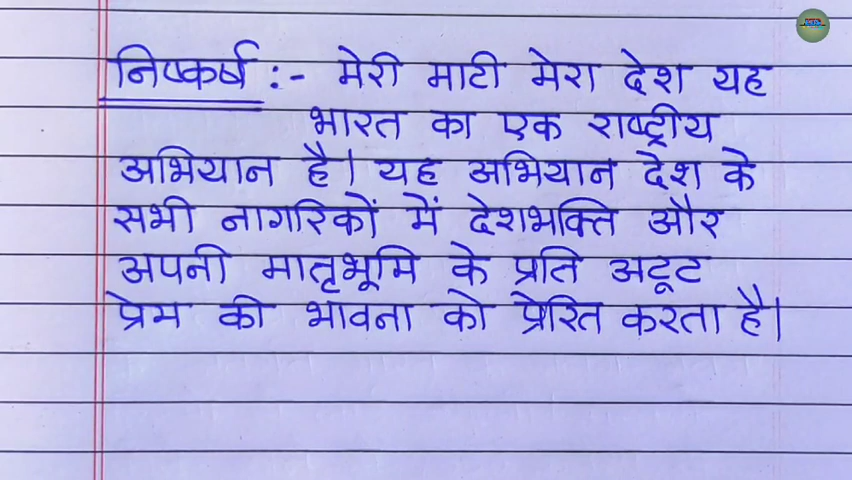 निष्कर्ष :- मेरी माटी मेरा देश यह
भारत का एक राष्ट्रीय
अभियान है। यह अभियान देश के
सभी नागरिकों में देशभक्ति और
अपनी मातृभूमि के प्रति अटूट
प्रेम की भावना को प्रेरित करता है।